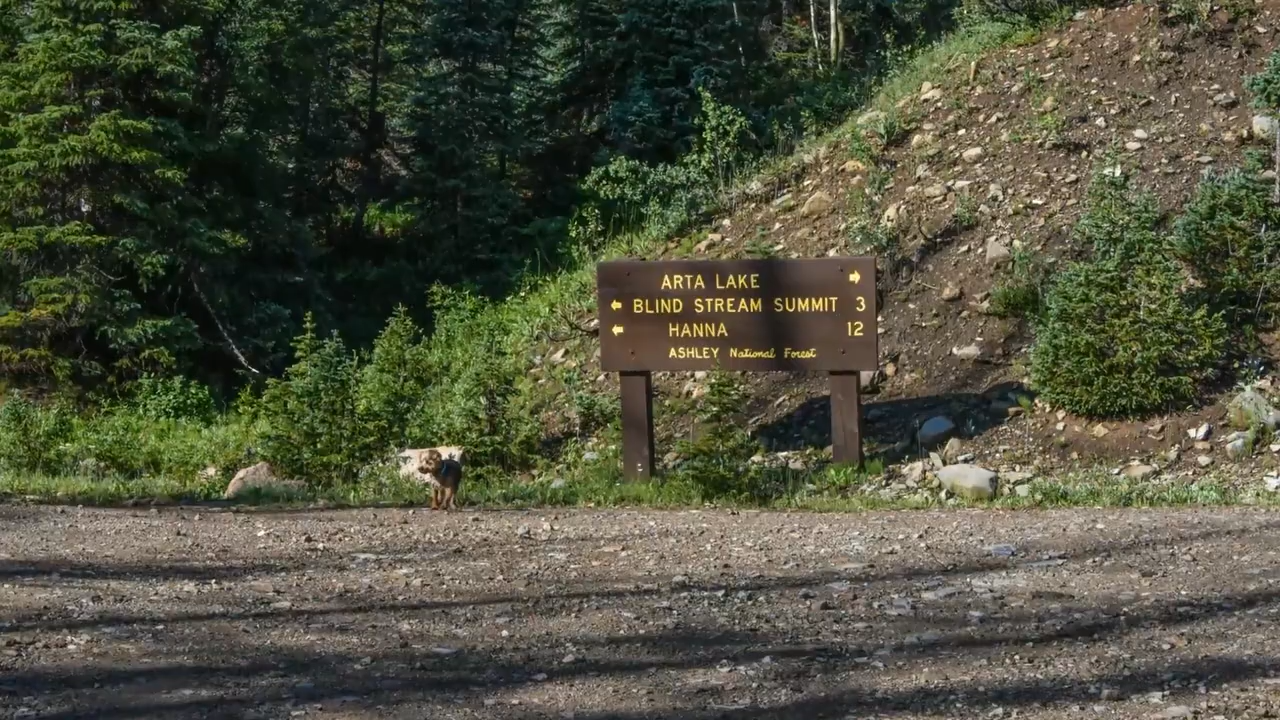 ARTA LAKE →
← BLIND STREAM SUMMIT 3
← HANNA 12
ASHLEY National Forest